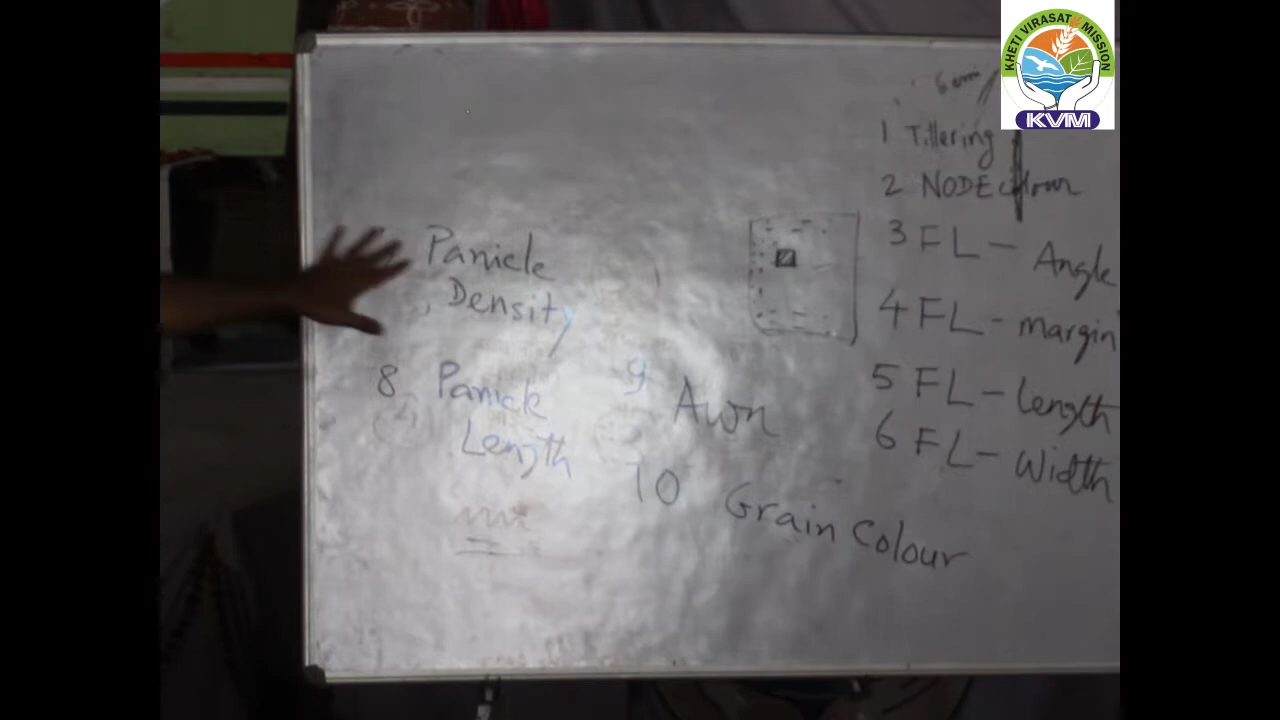 KHETI VIRASAT MISSION
KVM
1 Tillering
2 NODE colour
3 FL - Angle
4 FL - margin
5 FL - Length
6 FL - Width
Panicle
Density
8 Panicle
Length
9 Awn
10 Grain Colour